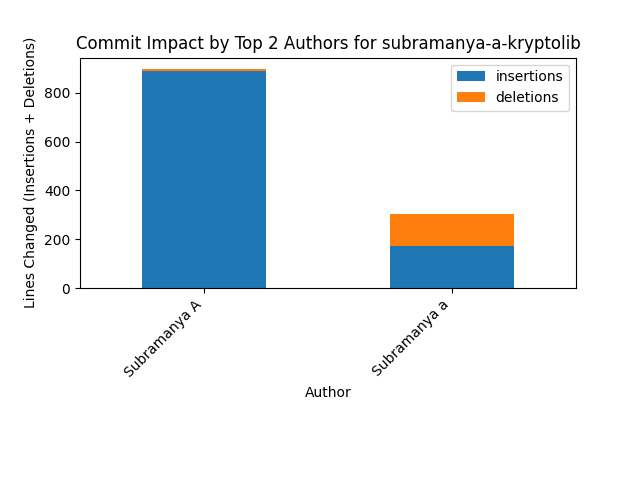 Commit Impact by Top 2 Authors for subramanya-a-kryptolib
Lines Changed (Insertions + Deletions)
800
600
400
200
0
insertions
deletions
Subramanya A
Subramanya a
Author